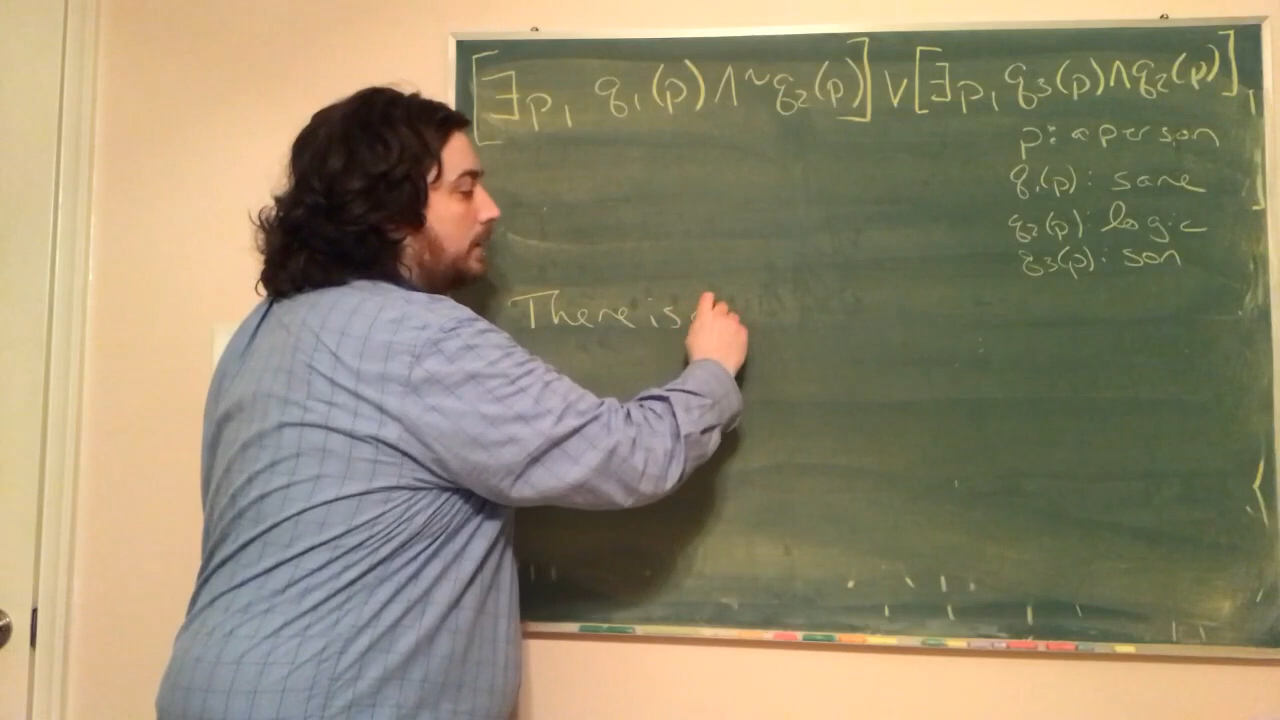 [∃p, q₁(p) ∧ ~q₂(p)] ∨ [∃p, q₃(p) ∧ q₂(p)]
p: a person
q₁(p): sane
q₂(p): logic
q₃(p): son
There is